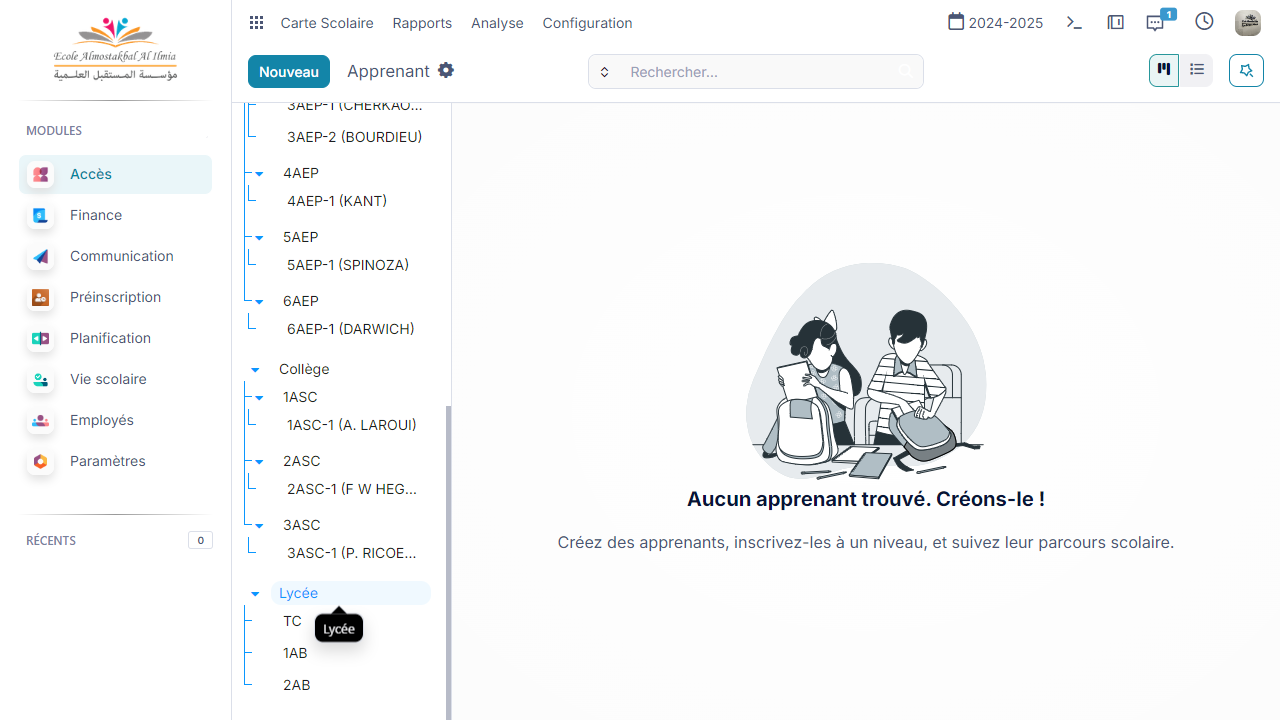 Ecole Almostakbal Al Ilmia
مؤسسة المستقبل العلمية
MODULES
Accès
Finance
Communication
Préinscription
Planification
Vie scolaire
Employés
Paramètres
RÉCENTS
0
Carte Scolaire
Rapports
Analyse
Configuration
2024-2025
1
Nouveau
Apprenant
Rechercher...
3AEP-1 (CHERKAO...
3AEP-2 (BOURDIEU)
4AEP
4AEP-1 (KANT)
5AEP
5AEP-1 (SPINOZA)
6AEP
6AEP-1 (DARWICH)
Collège
1ASC
1ASC-1 (A. LAROUI)
2ASC
2ASC-1 (F W HEG...
3ASC
3ASC-1 (P. RICOE...
Lycée
TC
Lycée
1AB
2AB
Aucun apprenant trouvé. Créons-le !
Créez des apprenants, inscrivez-les à un niveau, et suivez leur parcours scolaire.